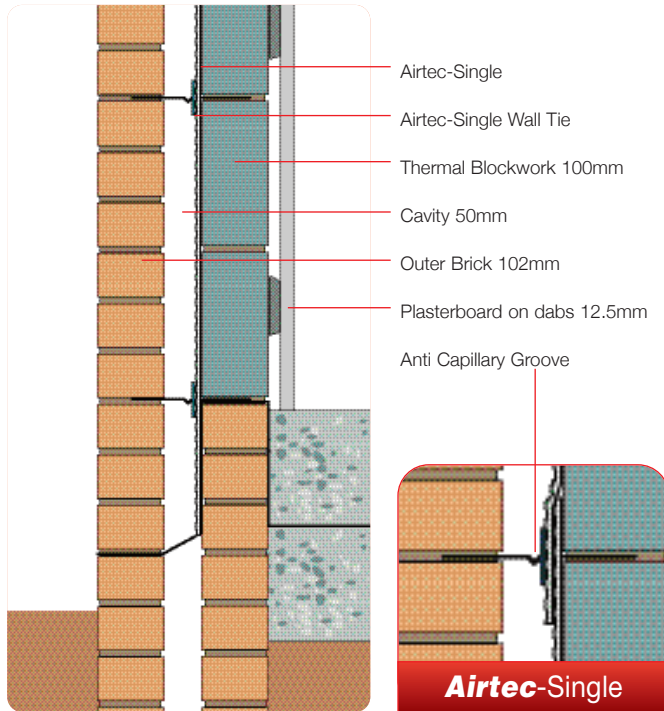 Airtec-Single
Airtec-Single Wall Tie
Thermal Blockwork 100mm
Cavity 50mm
Outer Brick 102mm
Plasterboard on dabs 12.5mm
Anti Capillary Groove
Airtec-Single